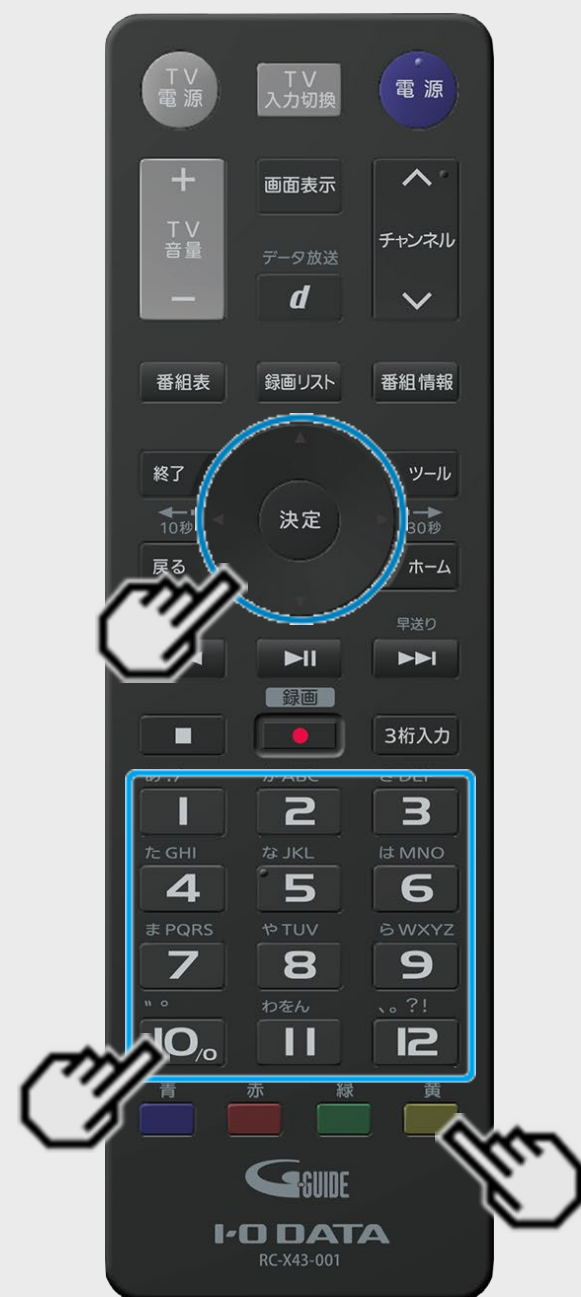 TV
電源
TV
入力切換
電源
+
TV
音量
−
画面表示
チャンネル
データ放送
d
番組表
録画リスト
番組情報
終了
ツール
10秒
決定
30秒
戻る
ホーム
早送り
録画
3桁入力
1
2
3
た GHI
な JKL
は MNO
4
5
6
ま PQRS
や TUV
ら WXYZ
7
8
9
" °
わをん
、。?!
10/0
11
12
青
赤
緑
黄
G-GUIDE
I-O DATA
RC-X43-001